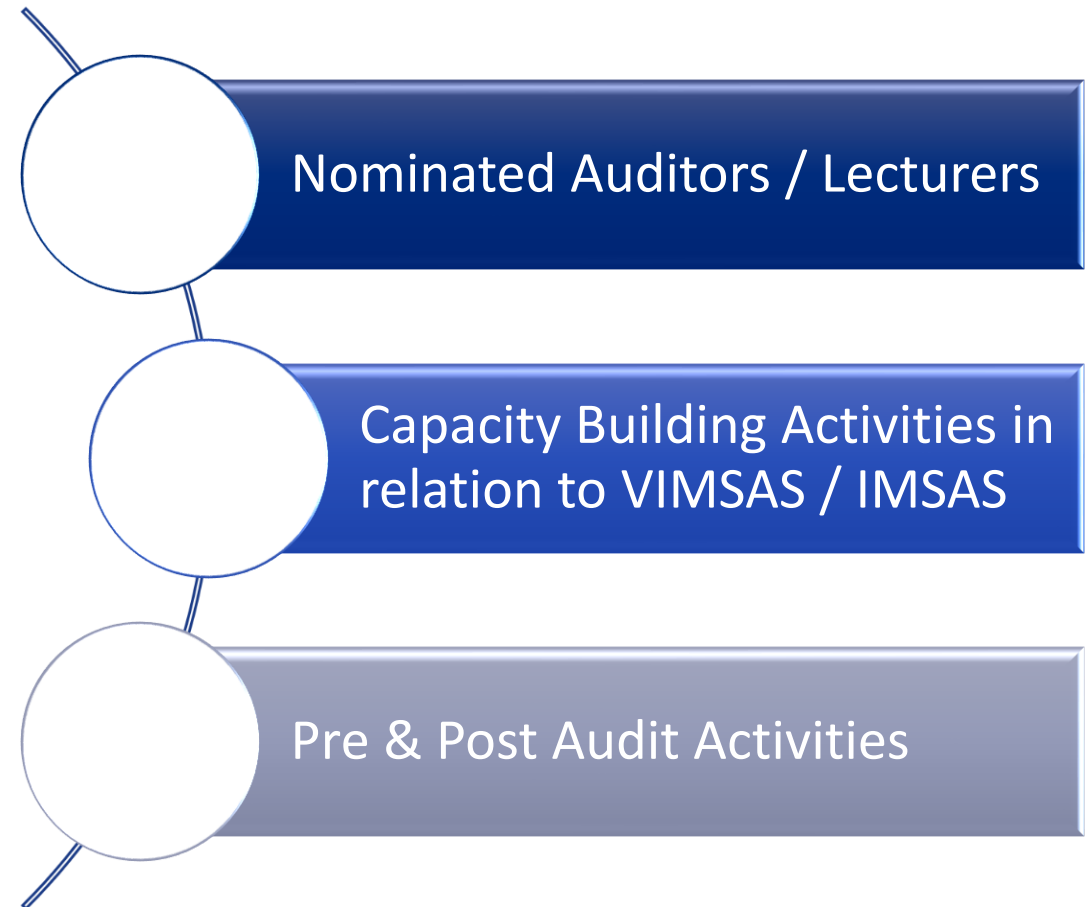 Nominated Auditors / Lecturers
Capacity Building Activities in
relation to VIMSAS / IMSAS
Pre & Post Audit Activities